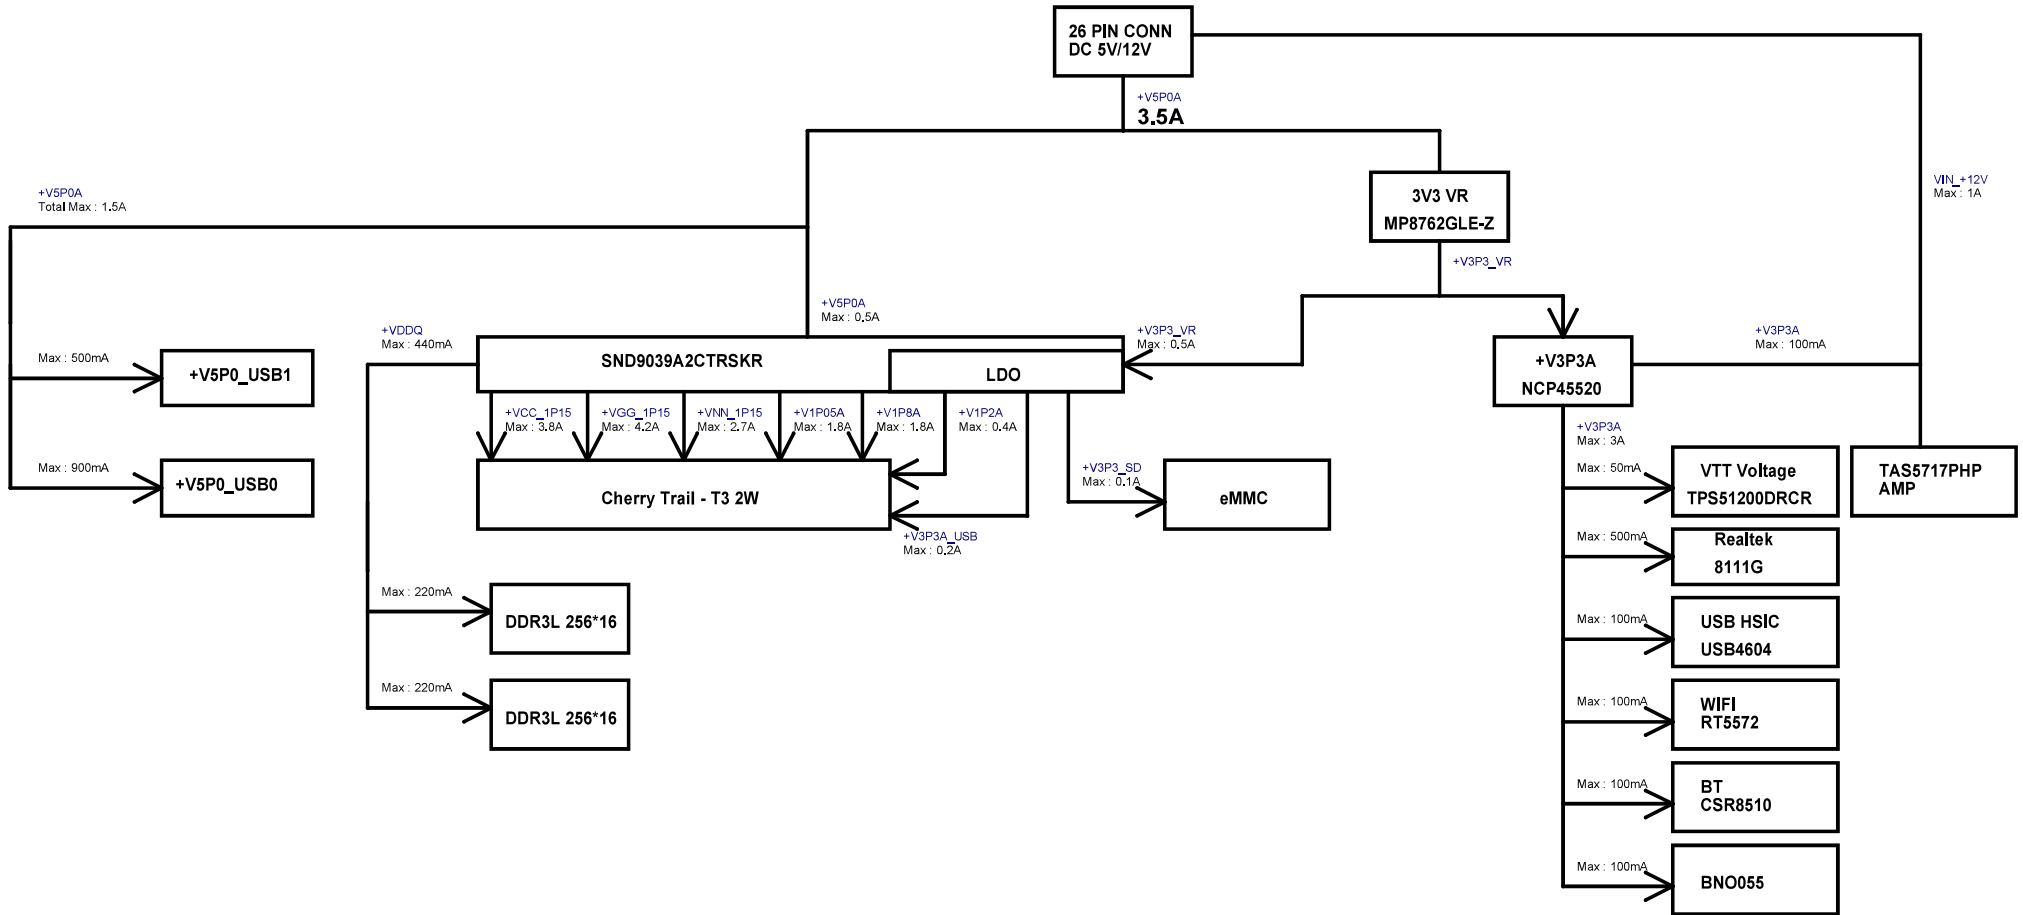 26 PIN CONN
DC 5V/12V
+V5P0A
3.5A
+V5P0A
Total Max : 1.5A
3V3 VR
MP8762GLE-Z
VIN_+12V
Max : 1A
+V3P3_VR
+V5P0A
Max : 0.5A
+VDDQ
Max : 440mA
+V3P3_VR
Max : 0.5A
+V3P3A
Max : 100mA
Max : 500mA
+V5P0_USB1
SND9039A2CTRSKR
LDO
+V3P3A
NCP45520
+VCC_1P15
Max : 3.8A
+VGG_1P15
Max : 4.2A
+VNN_1P15
Max : 2.7A
+V1P05A
Max : 1.8A
+V1P8A
Max : 1.8A
+V1P2A
Max : 0.4A
+V3P3A
Max : 3A
Max : 900mA
+V5P0_USB0
Cherry Trail - T3 2W
+V3P3_SD
Max : 0.1A
eMMC
Max : 50mA
VTT Voltage
TPS51200DRCR
TAS5717PHP
AMP
+V3P3A_USB
Max : 0.2A
Max : 500mA
Realtek
8111G
Max : 220mA
DDR3L 256*16
Max : 100mA
USB HSIC
USB4604
Max : 220mA
DDR3L 256*16
Max : 100mA
WIFI
RT5572
Max : 100mA
BT
CSR8510
Max : 100mA
BNO055